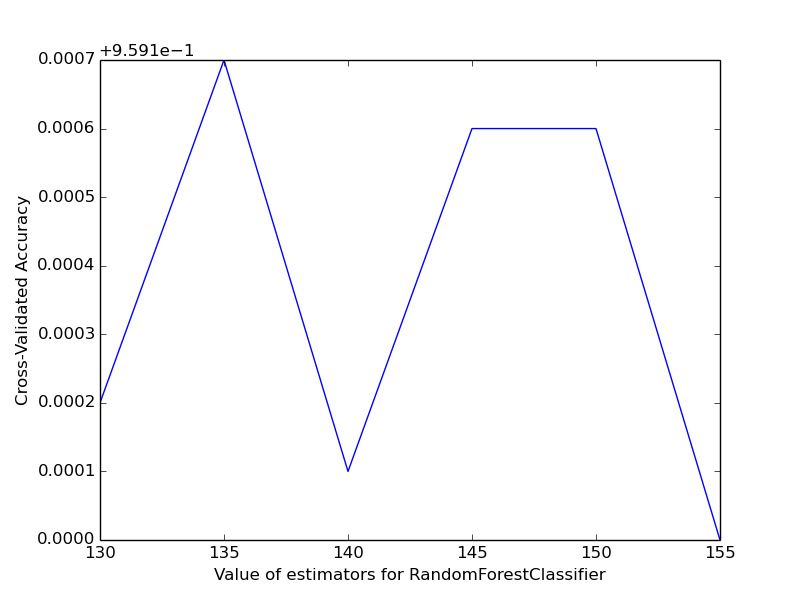 +9.591e−1
0.0007
0.0006
0.0005
0.0004
0.0003
0.0002
0.0001
0.0000
Cross-Validated Accuracy
130 135 140 145 150 155
Value of estimators for RandomForestClassifier